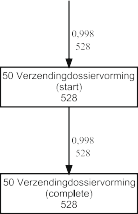 0,998
528
50 Verzendingdossiervorming
(start)
528
0,998
528
50 Verzendingdossiervorming
(complete)
528